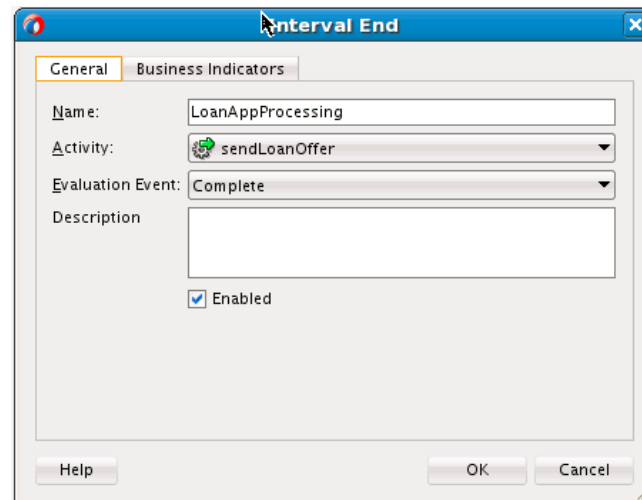 Interval End
General Business Indicators
Name: LoanAppProcessing
Activity: sendLoanOffer
Evaluation Event: Complete
Description
Enabled
Help OK Cancel